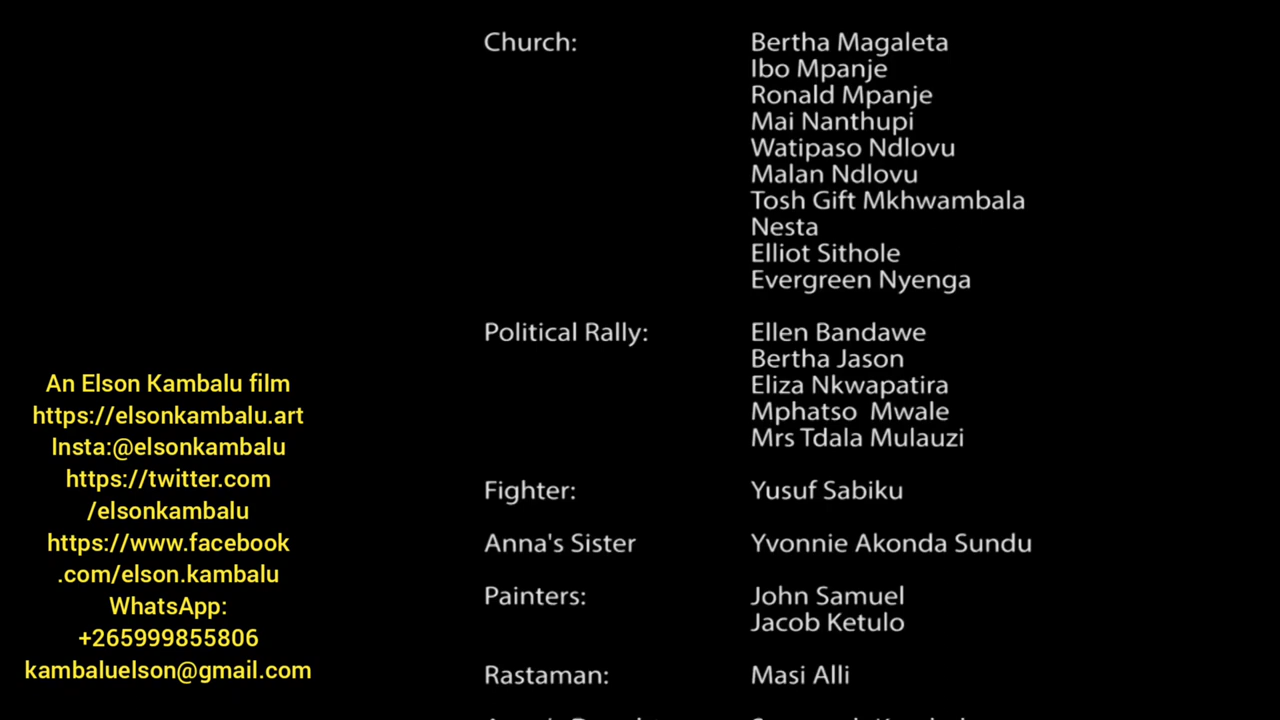 Church: Bertha Magaleta
Ibo Mpanje
Ronald Mpanje
Mai Nanthupi
Watipaso Ndlovu
Malan Ndlovu
Tosh Gift Mkhwambala
Nesta
Elliot Sithole
Evergreen Nyenga
Political Rally: Ellen Bandawe
Bertha Jason
Eliza Nkwapatira
Mphatso  Mwale
Mrs Tdala Mulauzi
Fighter: Yusuf Sabiku
Anna's Sister Yvonnie Akonda Sundu
Painters: John Samuel
Jacob Ketulo
Rastaman: Masi Alli
An Elson Kambalu film
https://elsonkambalu.art
Insta:@elsonkambalu
https://twitter.com
/elsonkambalu
https://www.facebook
.com/elson.kambalu
WhatsApp:
+265999855806
kambaluelson@gmail.com